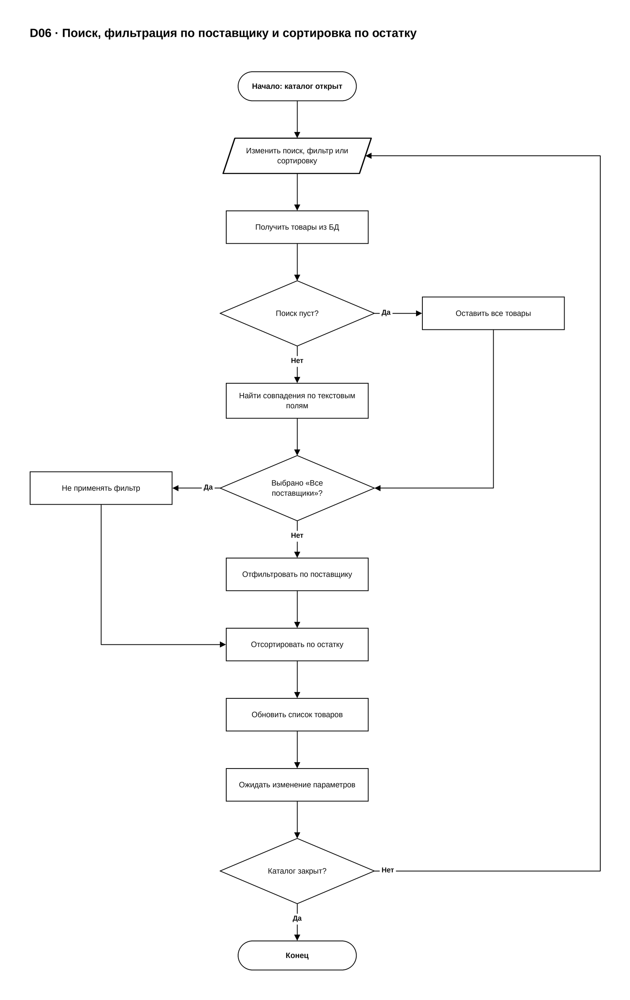 D06 · Поиск, фильтрация по поставщику и сортировка по остатку
Начало: каталог открыт
Изменить поиск, фильтр или
сортировку
Получить товары из БД
Поиск пуст?
Да
Оставить все товары
Нет
Найти совпадения по текстовым
полям
Не применять фильтр
Да
Выбрано «Все
поставщики»?
Нет
Отфильтровать по поставщику
Отсортировать по остатку
Обновить список товаров
Ожидать изменение параметров
Каталог закрыт?
Нет
Да
Конец